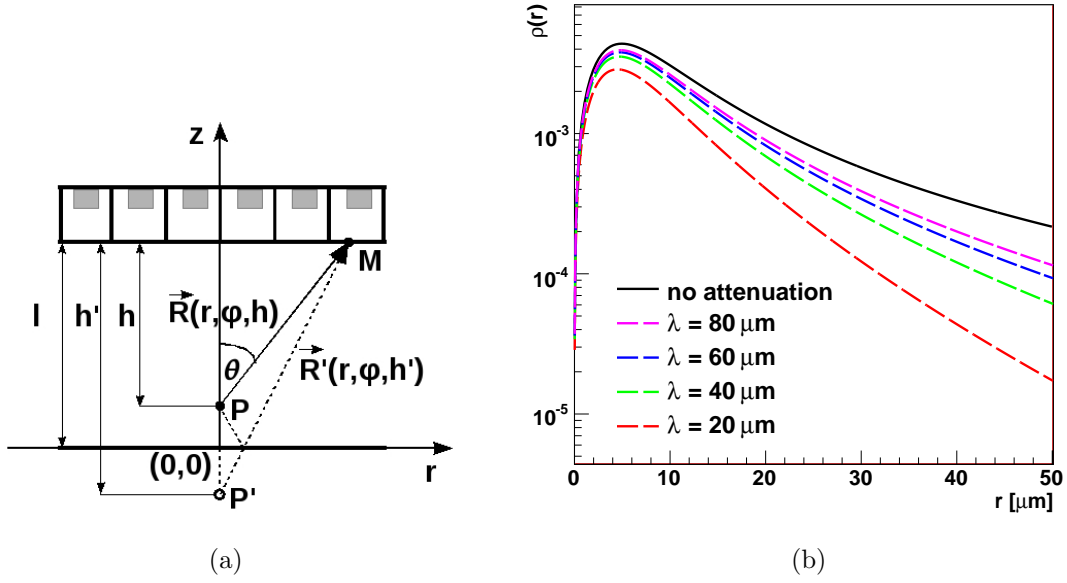 z
M
l
h'
h
R(r,φ,h)
θ
R'(r,φ,h')
P
(0,0)
r
P'
(a)
ρ(r)
10⁻³
10⁻⁴
10⁻⁵
no attenuation
λ = 80 μm
λ = 60 μm
λ = 40 μm
λ = 20 μm
0 10 20 30 40 50
r [μm]
(b)